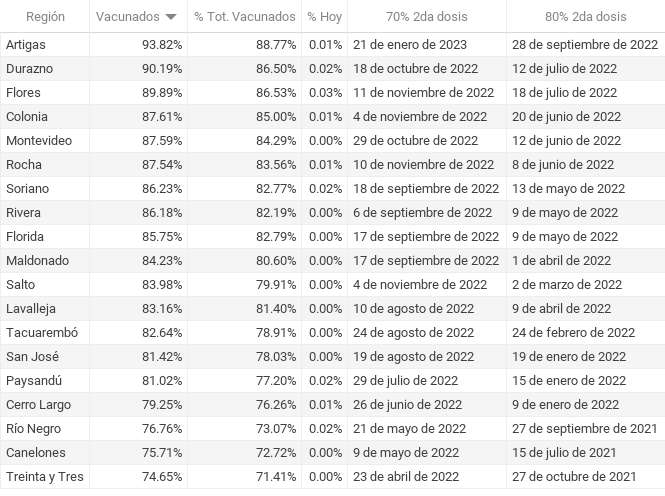 Región Vacunados % Tot. Vacunados % Hoy 70% 2da dosis 80% 2da dosis
Artigas 93.82% 88.77% 0.01% 21 de enero de 2023 28 de septiembre de 2022
Durazno 90.19% 86.50% 0.02% 18 de octubre de 2022 12 de julio de 2022
Flores 89.89% 86.53% 0.03% 11 de noviembre de 2022 18 de julio de 2022
Colonia 87.61% 85.00% 0.01% 4 de noviembre de 2022 20 de junio de 2022
Montevideo 87.59% 84.29% 0.00% 29 de octubre de 2022 12 de junio de 2022
Rocha 87.54% 83.56% 0.01% 10 de noviembre de 2022 8 de junio de 2022
Soriano 86.23% 82.77% 0.02% 18 de septiembre de 2022 13 de mayo de 2022
Rivera 86.18% 82.19% 0.00% 6 de septiembre de 2022 9 de mayo de 2022
Florida 85.75% 82.79% 0.00% 17 de septiembre de 2022 9 de mayo de 2022
Maldonado 84.23% 80.60% 0.00% 17 de septiembre de 2022 1 de abril de 2022
Salto 83.98% 79.91% 0.00% 4 de noviembre de 2022 2 de marzo de 2022
Lavalleja 83.16% 81.40% 0.00% 10 de agosto de 2022 9 de abril de 2022
Tacuarembó 82.64% 78.91% 0.00% 24 de agosto de 2022 24 de febrero de 2022
San José 81.42% 78.03% 0.00% 19 de agosto de 2022 19 de enero de 2022
Paysandú 81.02% 77.20% 0.02% 29 de julio de 2022 15 de enero de 2022
Cerro Largo 79.25% 76.26% 0.01% 26 de junio de 2022 9 de enero de 2022
Río Negro 76.76% 73.07% 0.02% 21 de mayo de 2022 27 de septiembre de 2021
Canelones 75.71% 72.72% 0.00% 9 de mayo de 2022 15 de julio de 2021
Treinta y Tres 74.65% 71.41% 0.00% 23 de abril de 2022 27 de octubre de 2021